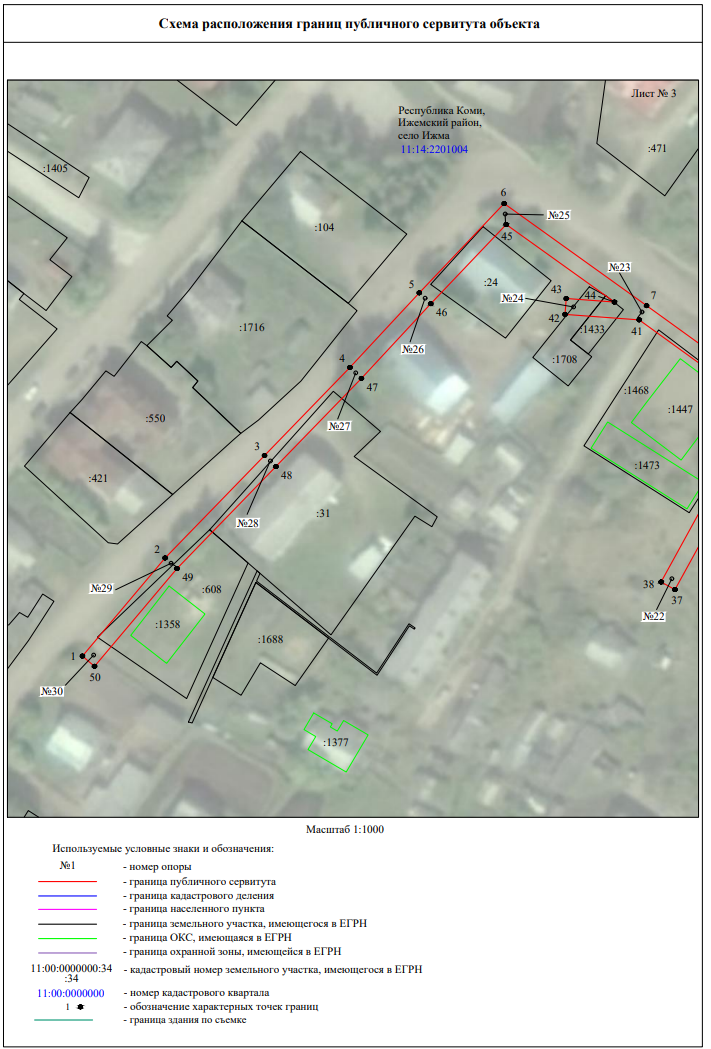 Схема расположения границ публичного сервитута объекта
Лист № 3
Республика Коми,
Ижемский район,
село Ижма
11:14:2201004
:471
:1405
6
№25
:104
45
№23
5
:24
43
44
7
№24
46
42
41
:1716
:1433
№26
:1708
4
47
:1468
:1447
:550
№27
3
:1473
:421
48
:31
№28
2
49
38
№29
:608
37
№22
:1358
:1688
1
50
№30
:1377
Масштаб 1:1000
Используемые условные знаки и обозначения:
№1 - номер опоры
- граница публичного сервитута
- граница кадастрового деления
- граница населенного пункта
- граница земельного участка, имеющегося в ЕГРН
- граница ОКС, имеющаяся в ЕГРН
- граница охранной зоны, имеющейся в ЕГРН
11:00:0000000:34 - кадастровый номер земельного участка, имеющегося в ЕГРН
:34
11:00:0000000 - номер кадастрового квартала
1 - обозначение характерных точек границ
- граница здания по съемке